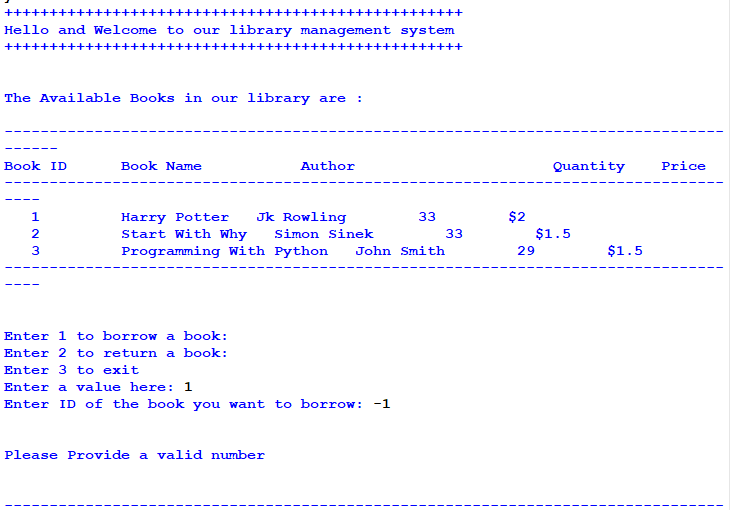 +++++++++++++++++++++++++++++++++++++++++++++++++++
Hello and Welcome to our library management system
+++++++++++++++++++++++++++++++++++++++++++++++++++
The Available Books in our library are :
--------------------------------------------------------------------------------
------
Book ID      Book Name           Author                      Quantity    Price
--------------------------------------------------------------------------------
----
   1         Harry Potter   Jk Rowling        33        $2
   2         Start With Why   Simon Sinek        33        $1.5
   3         Programming With Python   John Smith        29        $1.5
--------------------------------------------------------------------------------
----
Enter 1 to borrow a book:
Enter 2 to return a book:
Enter 3 to exit
Enter a value here: 1
Enter ID of the book you want to borrow: -1
Please Provide a valid number
--------------------------------------------------------------------------------